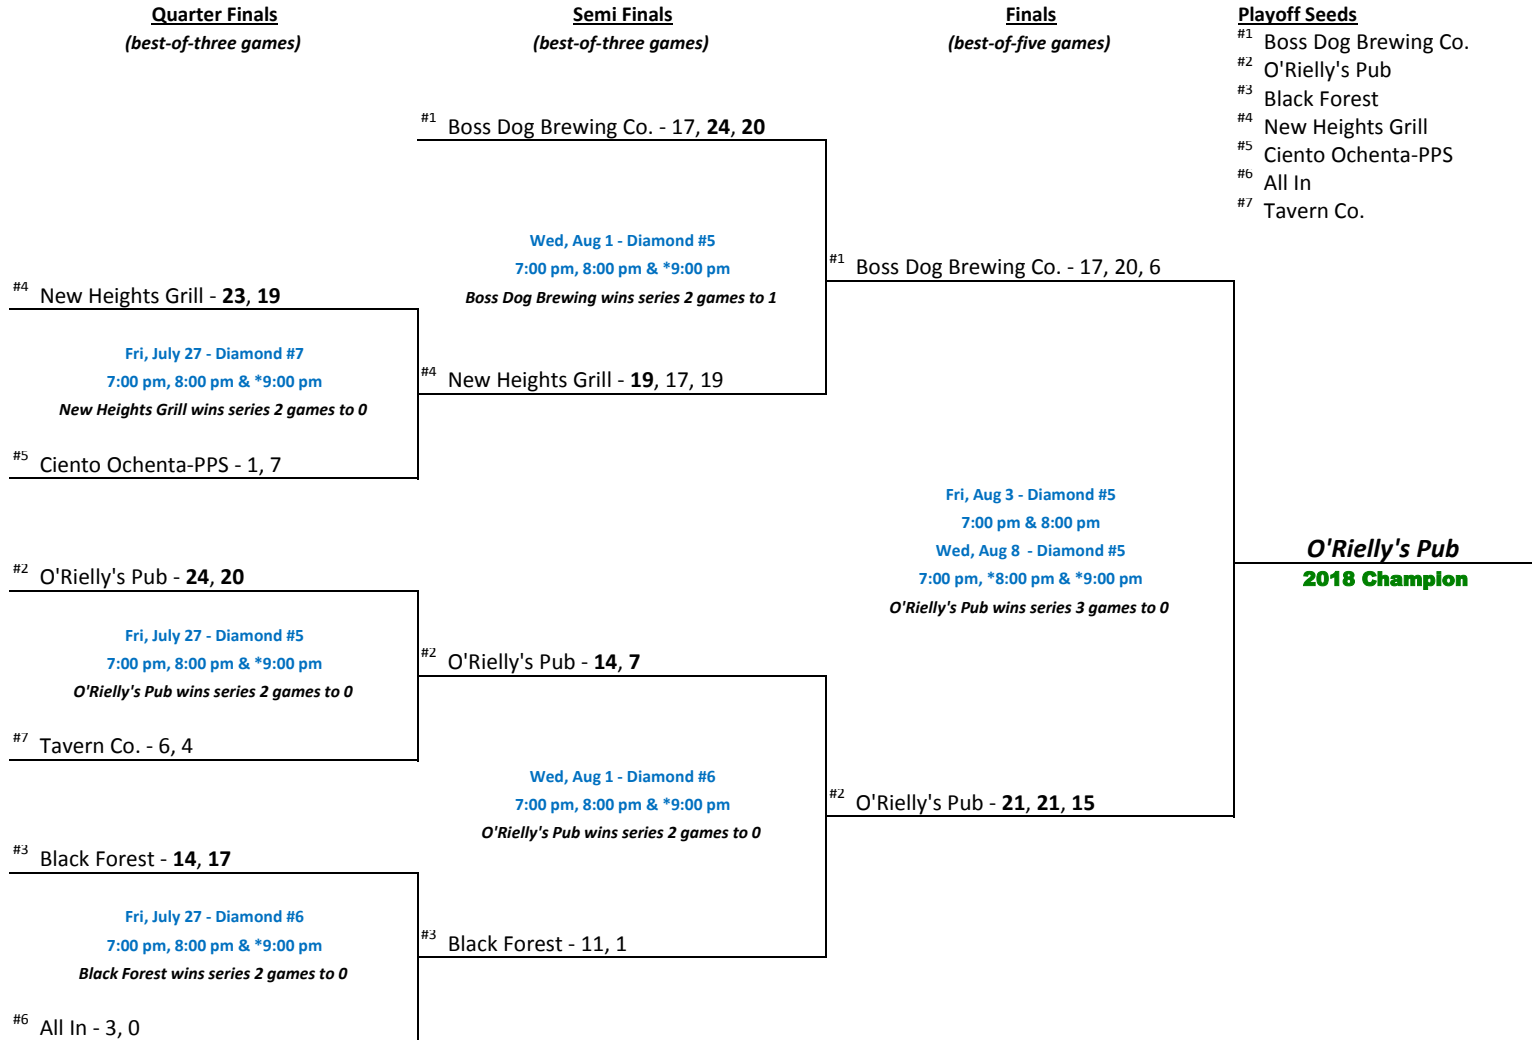 Quarter Finals
(best-of-three games)
Semi Finals
(best-of-three games)
Finals
(best-of-five games)
Playoff Seeds
#1 Boss Dog Brewing Co.
#2 O'Rielly's Pub
#3 Black Forest
#4 New Heights Grill
#5 Ciento Ochenta-PPS
#6 All In
#7 Tavern Co.
#4 New Heights Grill - 23, 19
Fri, July 27 - Diamond #7
7:00 pm, 8:00 pm & *9:00 pm
New Heights Grill wins series 2 games to 0
#5 Ciento Ochenta-PPS - 1, 7
#2 O'Rielly's Pub - 24, 20
Fri, July 27 - Diamond #5
7:00 pm, 8:00 pm & *9:00 pm
O'Rielly's Pub wins series 2 games to 0
#7 Tavern Co. - 6, 4
#3 Black Forest - 14, 17
Fri, July 27 - Diamond #6
7:00 pm, 8:00 pm & *9:00 pm
Black Forest wins series 2 games to 0
#6 All In - 3, 0
#1 Boss Dog Brewing Co. - 17, 24, 20
Wed, Aug 1 - Diamond #5
7:00 pm, 8:00 pm & *9:00 pm
Boss Dog Brewing wins series 2 games to 1
#4 New Heights Grill - 19, 17, 19
#2 O'Rielly's Pub - 14, 7
Wed, Aug 1 - Diamond #6
7:00 pm, 8:00 pm & *9:00 pm
O'Rielly's Pub wins series 2 games to 0
#3 Black Forest - 11, 1
#1 Boss Dog Brewing Co. - 17, 20, 6
Fri, Aug 3 - Diamond #5
7:00 pm & 8:00 pm
Wed, Aug 8 - Diamond #5
7:00 pm, *8:00 pm & *9:00 pm
O'Rielly's Pub wins series 3 games to 0
#2 O'Rielly's Pub - 21, 21, 15
O'Rielly's Pub
2018 Champion